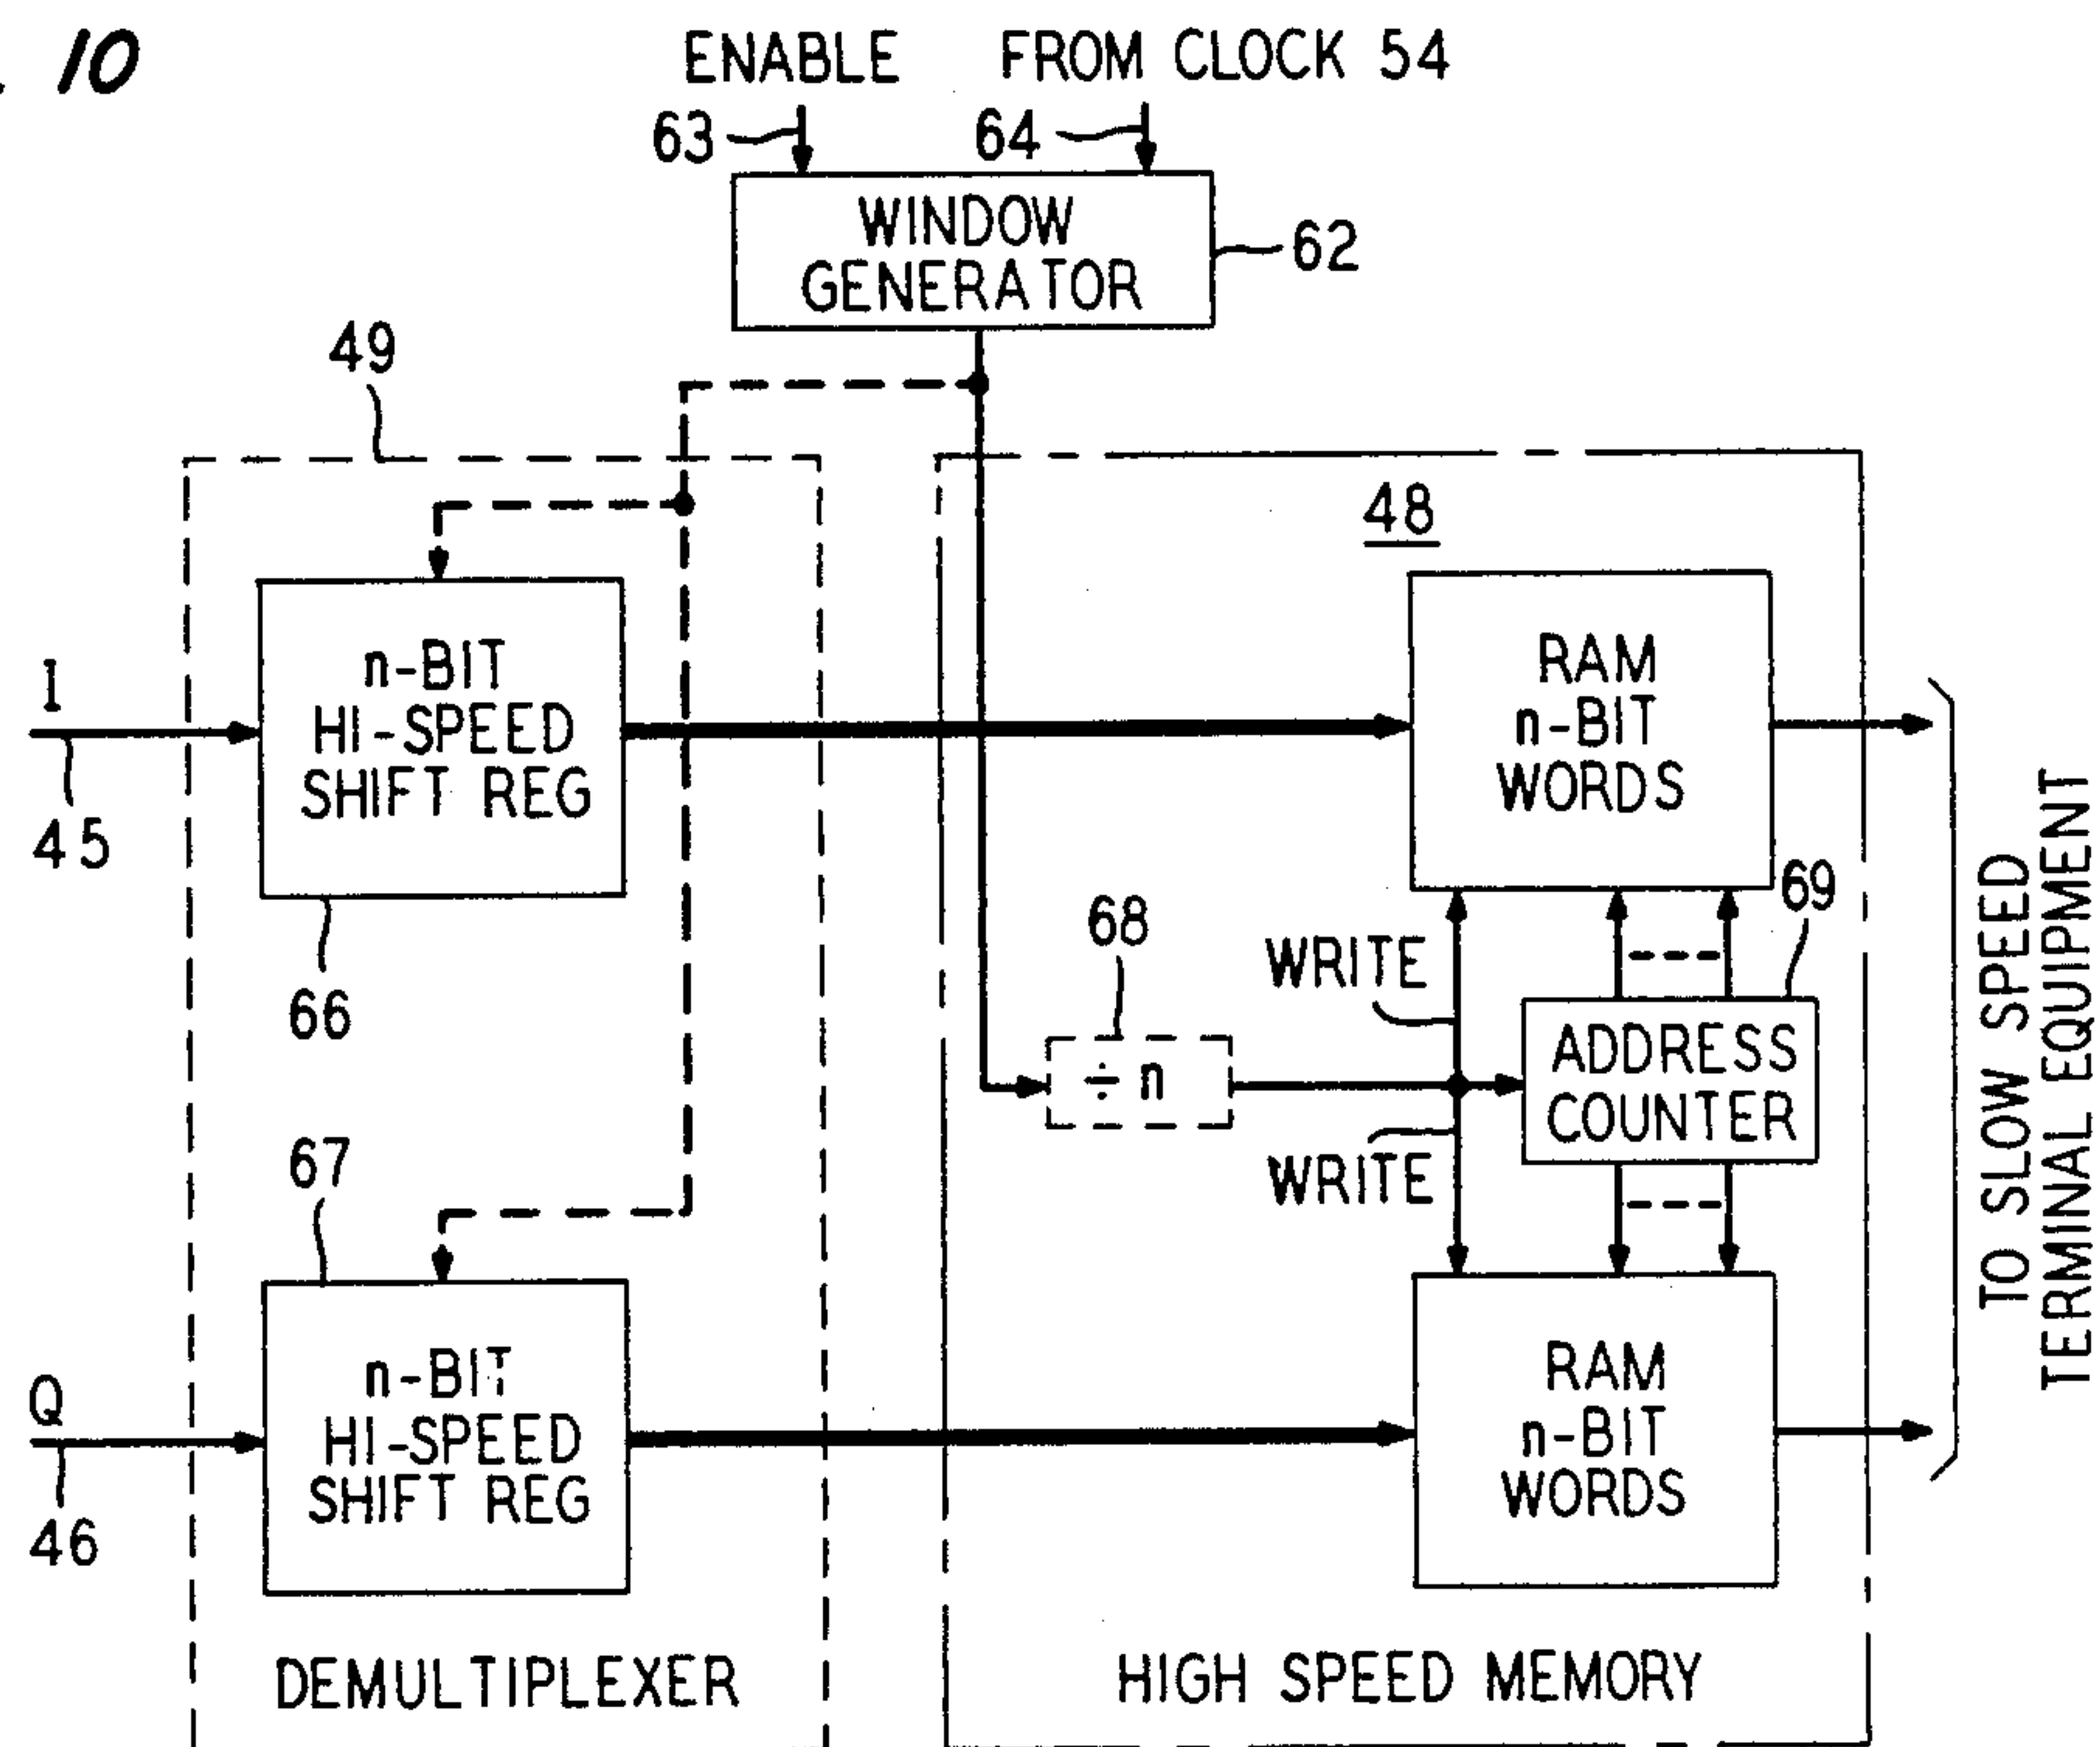 10
ENABLE FROM CLOCK 54
63 64
WINDOW
GENERATOR
62
49
48
I
45
n-BIT
HI-SPEED
SHIFT REG
66
RAM
n-BIT
WORDS
69
68
WRITE
÷ n
ADDRESS
COUNTER
WRITE
67
Q
46
n-BIT
HI-SPEED
SHIFT REG
RAM
n-BIT
WORDS
TO SLOW SPEED
TERMINAL EQUIPMENT
DEMULTIPLEXER
HIGH SPEED MEMORY